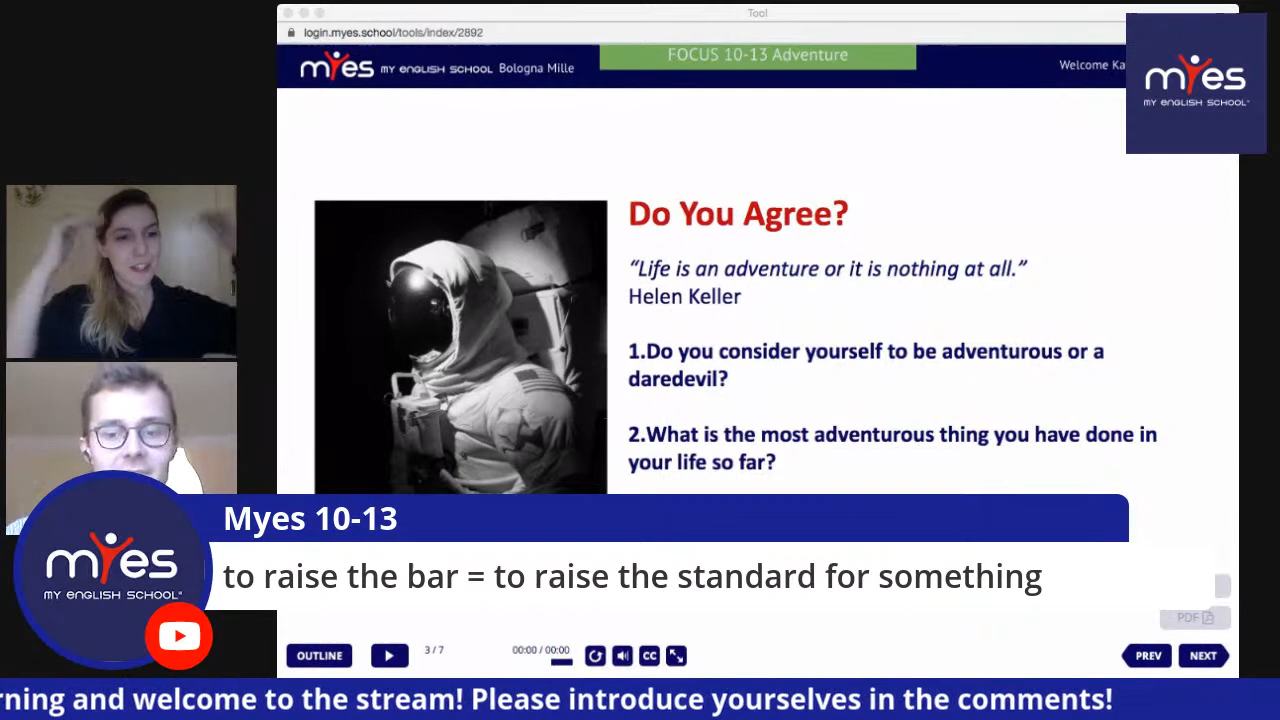 Tool
login.myes.school/tools/index/2892
myes MY ENGLISH SCHOOL Bologna Mille
FOCUS 10-13 Adventure
Welcome Ka
myes
MY ENGLISH SCHOOL
Do You Agree?
“Life is an adventure or it is nothing at all.”
Helen Keller
1.Do you consider yourself to be adventurous or a
daredevil?
2.What is the most adventurous thing you have done in
your life so far?
Myes 10-13
myes
MY ENGLISH SCHOOL
to raise the bar = to raise the standard for something
PDF
OUTLINE
3 / 7
00:00 / 00:00
CC
PREV
NEXT
rning and welcome to the stream! Please introduce yourselves in the comments!